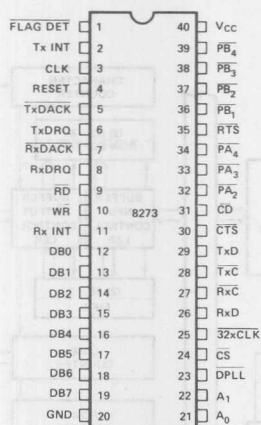 FLAG DET 1 40 VCC
Tx INT 2 39 PB4
CLK 3 38 PB3
RESET 4 37 PB2
TxDACK 5 36 PB1
TxDRQ 6 35 RTS
RxDACK 7 34 PA4
RxDRQ 8 33 PA3
RD 9 32 PA2
WR 10 8273 31 CD
Rx INT 11 30 CTS
DB0 12 29 TxD
DB1 13 28 TxC
DB2 14 27 RxC
DB3 15 26 RxD
DB4 16 25 32xCLK
DB5 17 24 CS
DB6 18 23 DPLL
DB7 19 22 A1
GND 20 21 A0